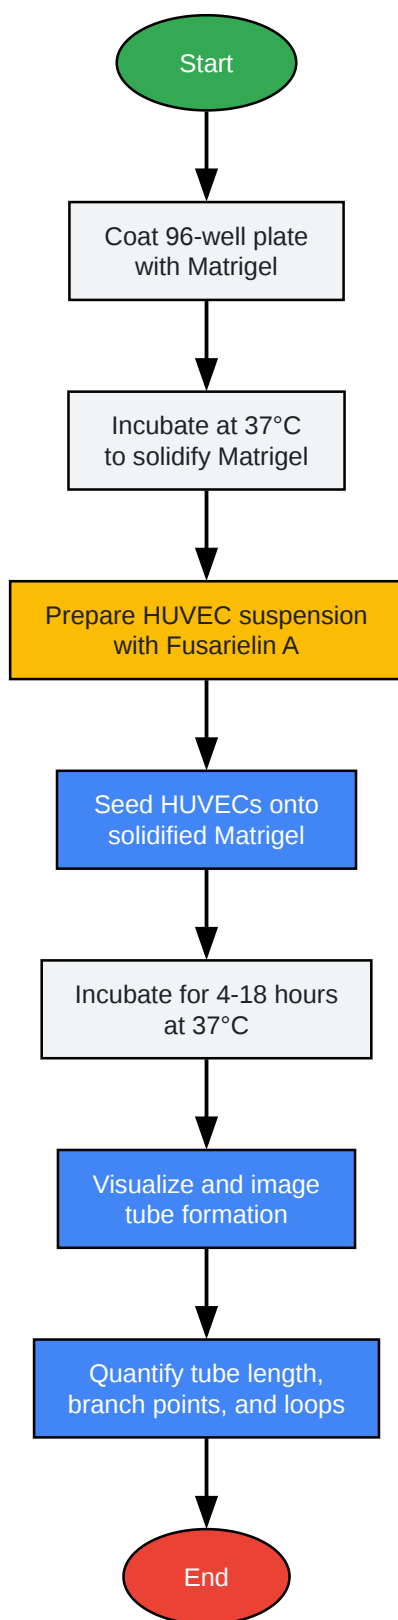 Start
Coat 96-well plate
with Matrigel
Incubate at 37°C
to solidify Matrigel
Prepare HUVEC suspension
with Fusarielin A
Seed HUVECs onto
solidified Matrigel
Incubate for 4-18 hours
at 37°C
Visualize and image
tube formation
Quantify tube length,
branch points, and loops
End